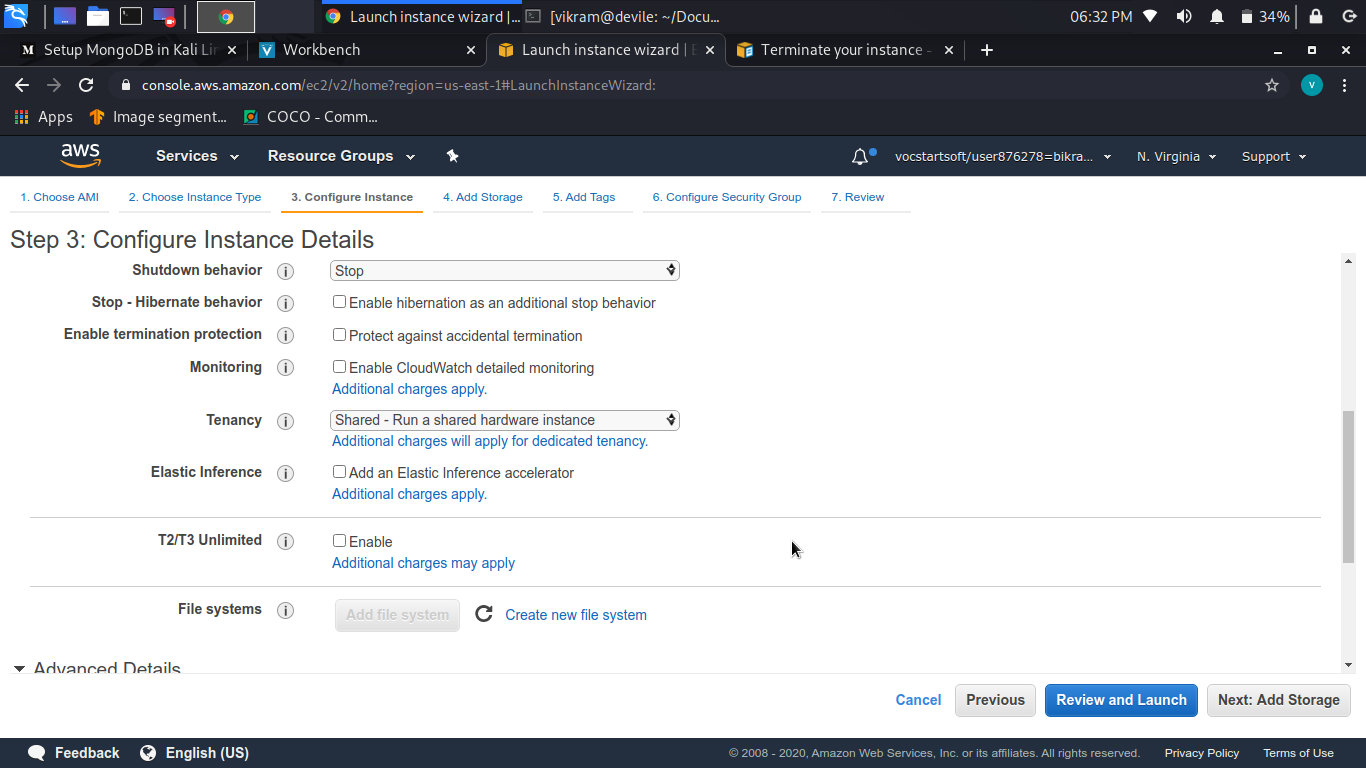 Launch instance wizard |...
[vikram@devile: ~/Docu...
06:32 PM
34%
Setup MongoDB in Kali Lin
Workbench
Launch instance wizard | E
Terminate your instance -
console.aws.amazon.com/ec2/v2/home?region=us-east-1#LaunchInstanceWizard:
V
Apps
Image segment...
COCO - Comm...
aws
Services
Resource Groups
vocstartsoft/user876278=bikra...
N. Virginia
Support
1. Choose AMI
2. Choose Instance Type
3. Configure Instance
4. Add Storage
5. Add Tags
6. Configure Security Group
7. Review
Step 3: Configure Instance Details
Shutdown behavior
Stop
Stop - Hibernate behavior
Enable hibernation as an additional stop behavior
Enable termination protection
Protect against accidental termination
Monitoring
Enable CloudWatch detailed monitoring
Additional charges apply.
Tenancy
Shared - Run a shared hardware instance
Additional charges will apply for dedicated tenancy.
Elastic Inference
Add an Elastic Inference accelerator
Additional charges apply.
T2/T3 Unlimited
Enable
Additional charges may apply
File systems
Add file system
Create new file system
Advanced Details
Cancel
Previous
Review and Launch
Next: Add Storage
Feedback
English (US)
© 2008 - 2020, Amazon Web Services, Inc. or its affiliates. All rights reserved.
Privacy Policy
Terms of Use